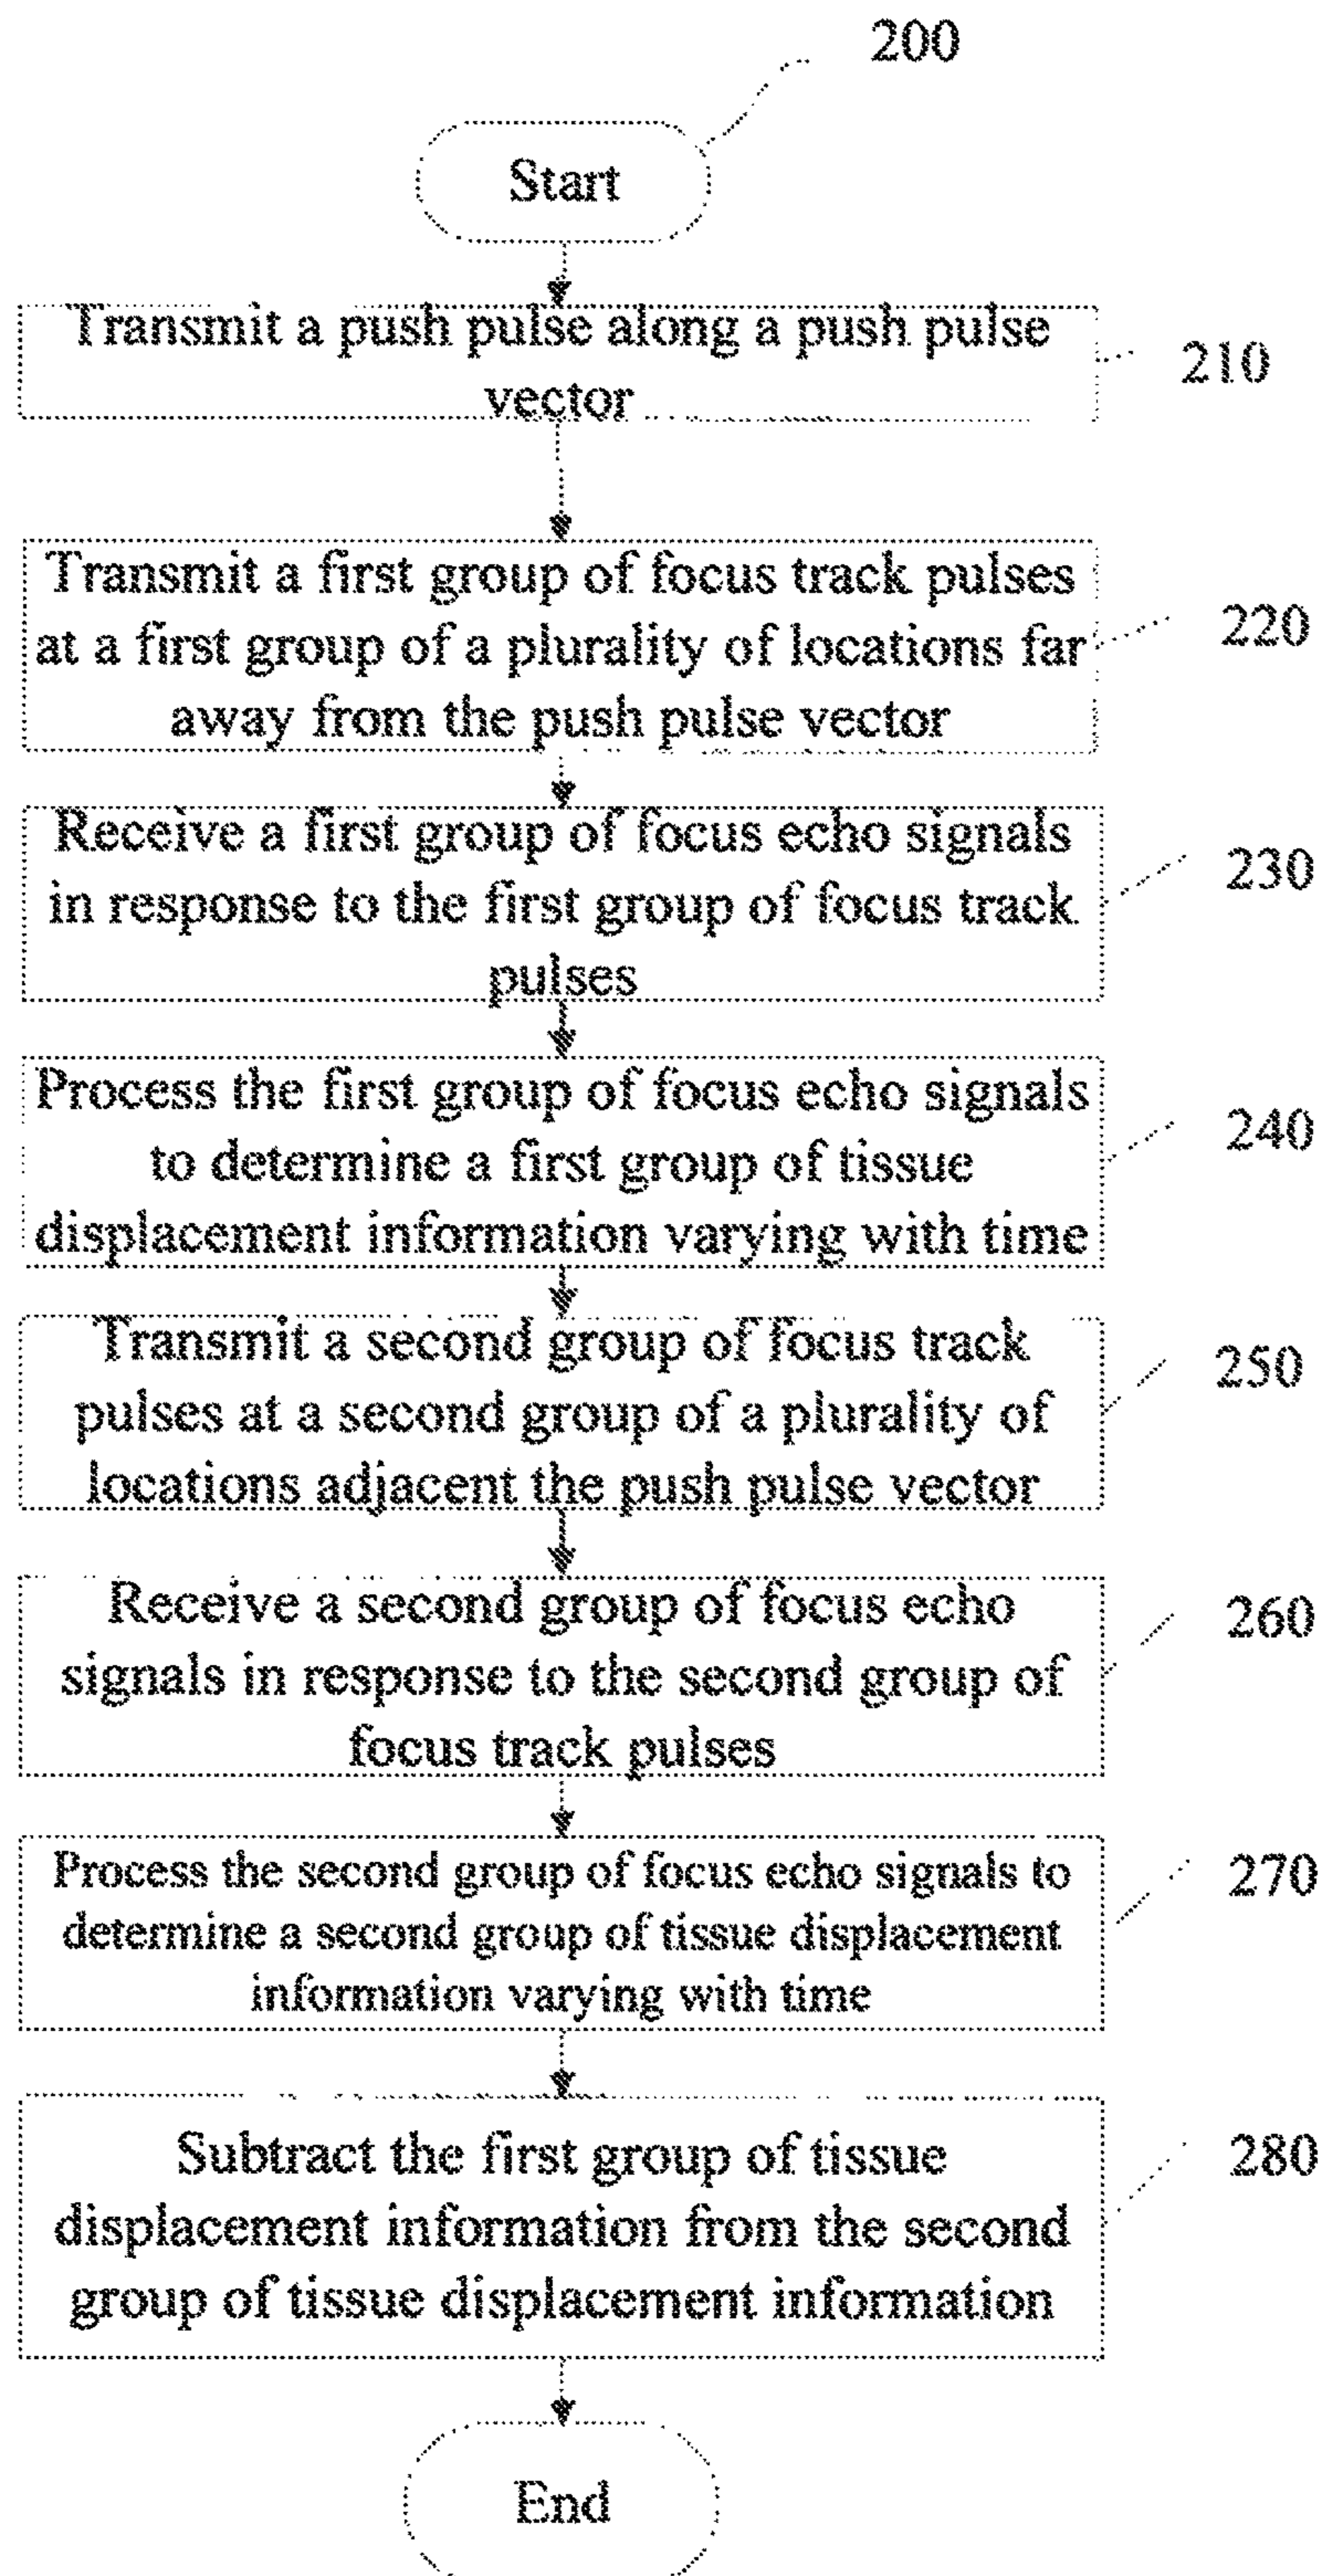 200
Start
Transmit a push pulse along a push pulse
vector
210
Transmit a first group of focus track pulses
at a first group of a plurality of locations far
away from the push pulse vector
220
Receive a first group of focus echo signals
in response to the first group of focus track
pulses
230
Process the first group of focus echo signals
to determine a first group of tissue
displacement information varying with time
240
Transmit a second group of focus track
pulses at a second group of a plurality of
locations adjacent the push pulse vector
250
Receive a second group of focus echo
signals in response to the second group of
focus track pulses
260
Process the second group of focus echo signals to
determine a second group of tissue displacement
information varying with time
270
Subtract the first group of tissue
displacement information from the second
group of tissue displacement information
280
End